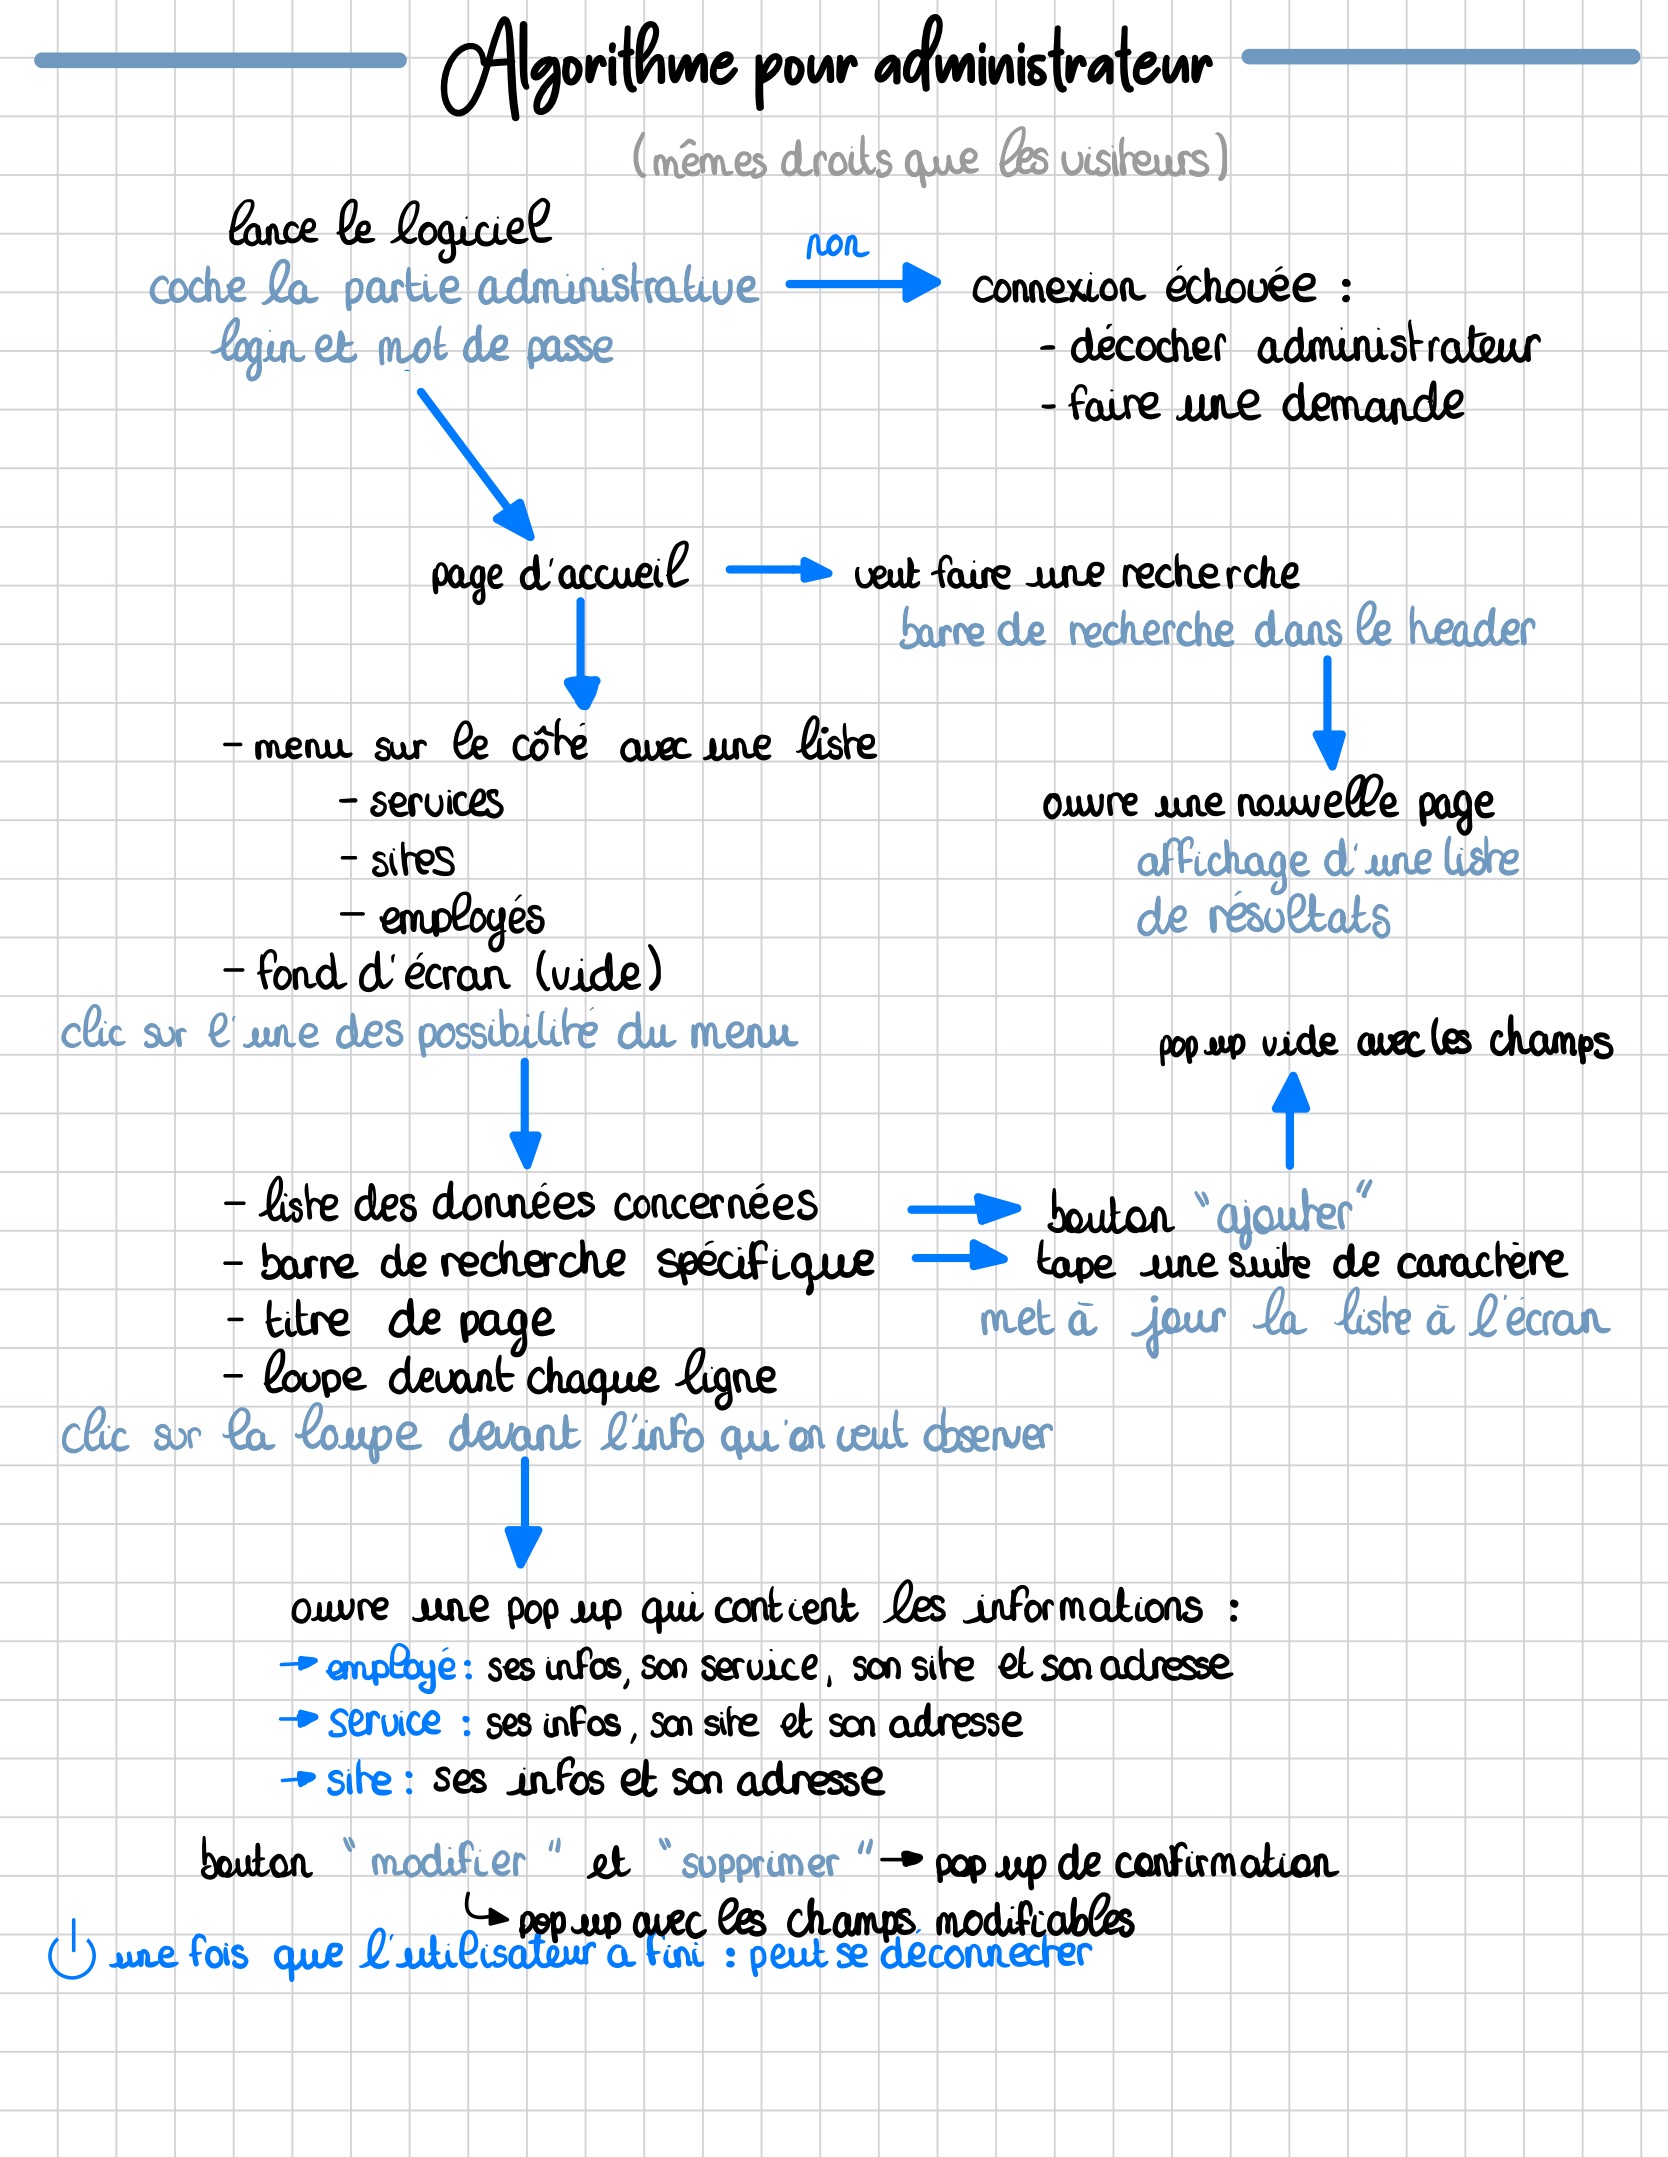 Algorithme pour administrateur
(mêmes droits que les visiteurs)
lance le logiciel
coche la partie administrative
login et mot de passe
non
connexion échouée :
- décocher administrateur
- faire une demande
page d'accueil
veut faire une recherche
barre de recherche dans le header
- menu sur le côté avec une liste
- services
- sites
- employés
- fond d'écran (vide)
clic sur l'une des possibilité du menu
ouvre une nouvelle page
affichage d'une liste
de résultats
pop up vide avec les champs
- liste des données concernées
- barre de recherche spécifique
- titre de page
- loupe devant chaque ligne
clic sur la loupe devant l'info qu'on veut observer
bouton "ajouter"
tape une suite de caractère
met à jour la liste à l'écran
ouvre une pop up qui contient les informations :
→ employé : ses infos, son service, son site et son adresse
→ service : ses infos, son site et son adresse
→ site : ses infos et son adresse
bouton "modifier" et "supprimer" → pop up de confirmation
↳ pop up avec les champs modifiables
une fois que l'utilisateur a fini : peut se déconnecter